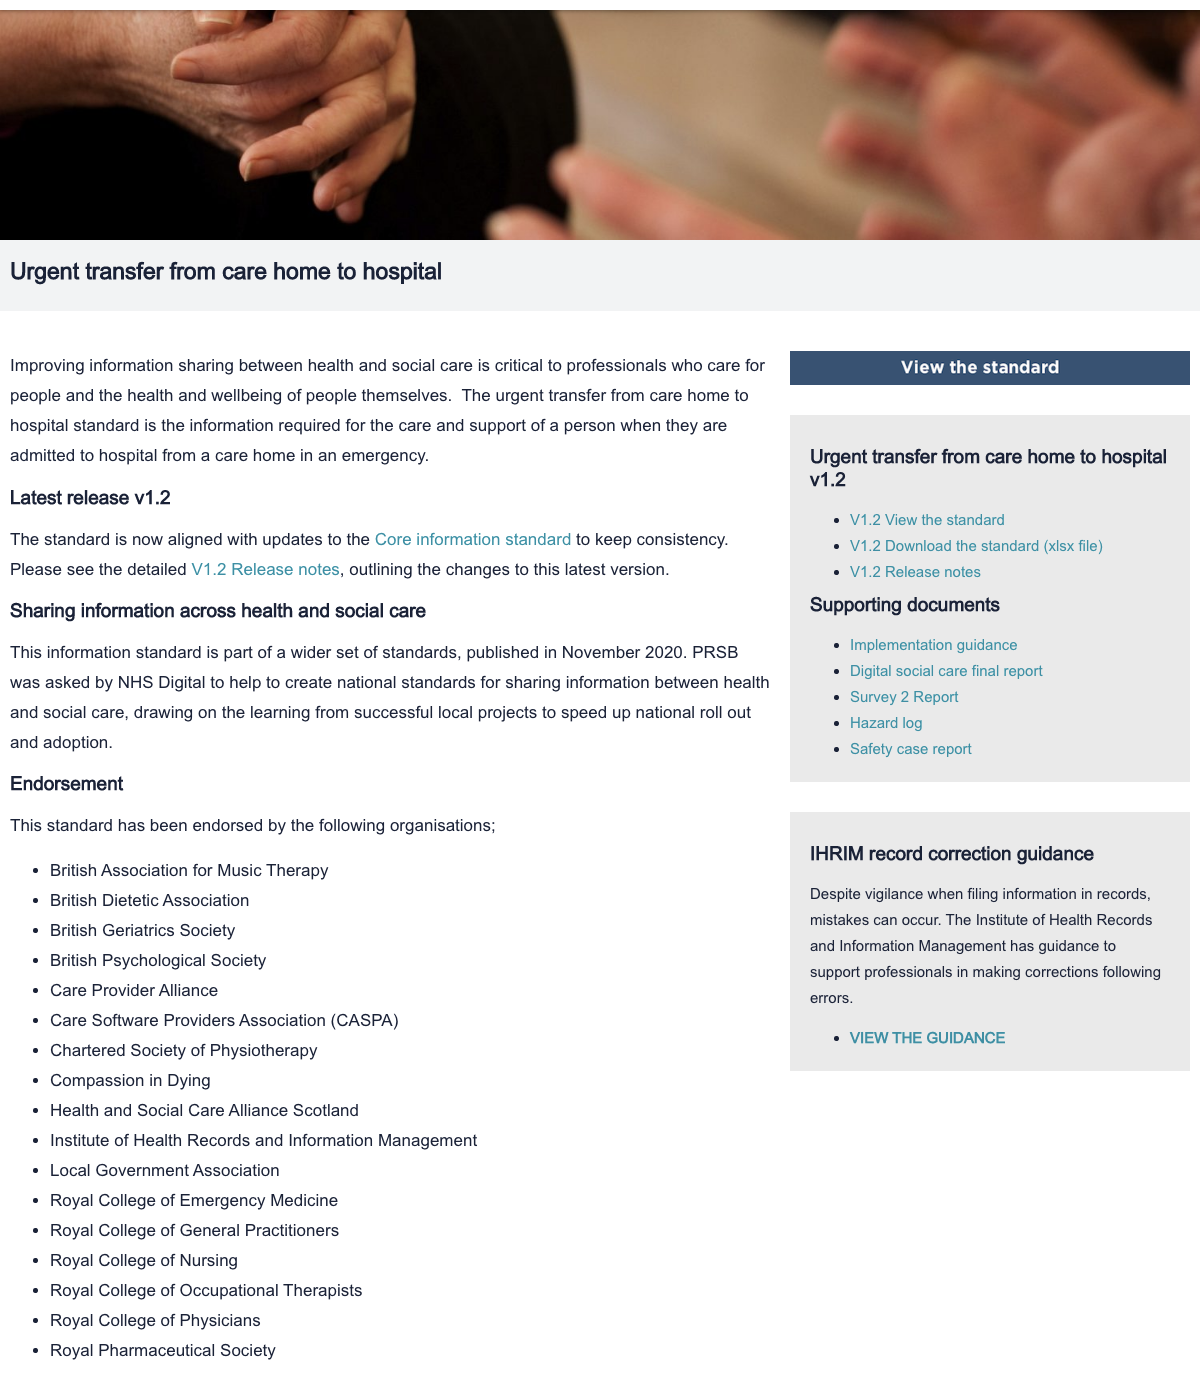 Urgent transfer from care home to hospital
Improving information sharing between health and social care is critical to professionals who care for
people and the health and wellbeing of people themselves.  The urgent transfer from care home to
hospital standard is the information required for the care and support of a person when they are
admitted to hospital from a care home in an emergency.
Latest release v1.2
The standard is now aligned with updates to the Core information standard to keep consistency.
Please see the detailed V1.2 Release notes, outlining the changes to this latest version.
Sharing information across health and social care
This information standard is part of a wider set of standards, published in November 2020. PRSB
was asked by NHS Digital to help to create national standards for sharing information between health
and social care, drawing on the learning from successful local projects to speed up national roll out
and adoption.
Endorsement
This standard has been endorsed by the following organisations;
• British Association for Music Therapy
• British Dietetic Association
• British Geriatrics Society
• British Psychological Society
• Care Provider Alliance
• Care Software Providers Association (CASPA)
• Chartered Society of Physiotherapy
• Compassion in Dying
• Health and Social Care Alliance Scotland
• Institute of Health Records and Information Management
• Local Government Association
• Royal College of Emergency Medicine
• Royal College of General Practitioners
• Royal College of Nursing
• Royal College of Occupational Therapists
• Royal College of Physicians
• Royal Pharmaceutical Society
View the standard
Urgent transfer from care home to hospital
v1.2
• V1.2 View the standard
• V1.2 Download the standard (xlsx file)
• V1.2 Release notes
Supporting documents
• Implementation guidance
• Digital social care final report
• Survey 2 Report
• Hazard log
• Safety case report
IHRIM record correction guidance
Despite vigilance when filing information in records,
mistakes can occur. The Institute of Health Records
and Information Management has guidance to
support professionals in making corrections following
errors.
• VIEW THE GUIDANCE